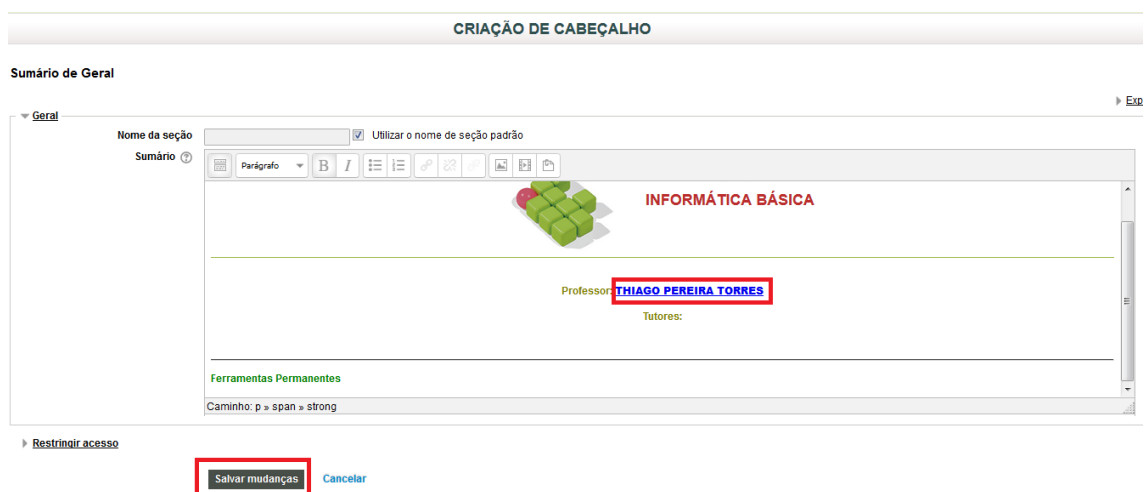 CRIAÇÃO DE CABEÇALHO
Sumário de Geral
Exp
Geral
Nome da seção
Utilizar o nome de seção padrão
Sumário
Parágrafo B I
INFORMÁTICA BÁSICA
Professor: THIAGO PEREIRA TORRES
Tutores:
Ferramentas Permanentes
Caminho: p » span » strong
Restringir acesso
Salvar mudanças Cancelar